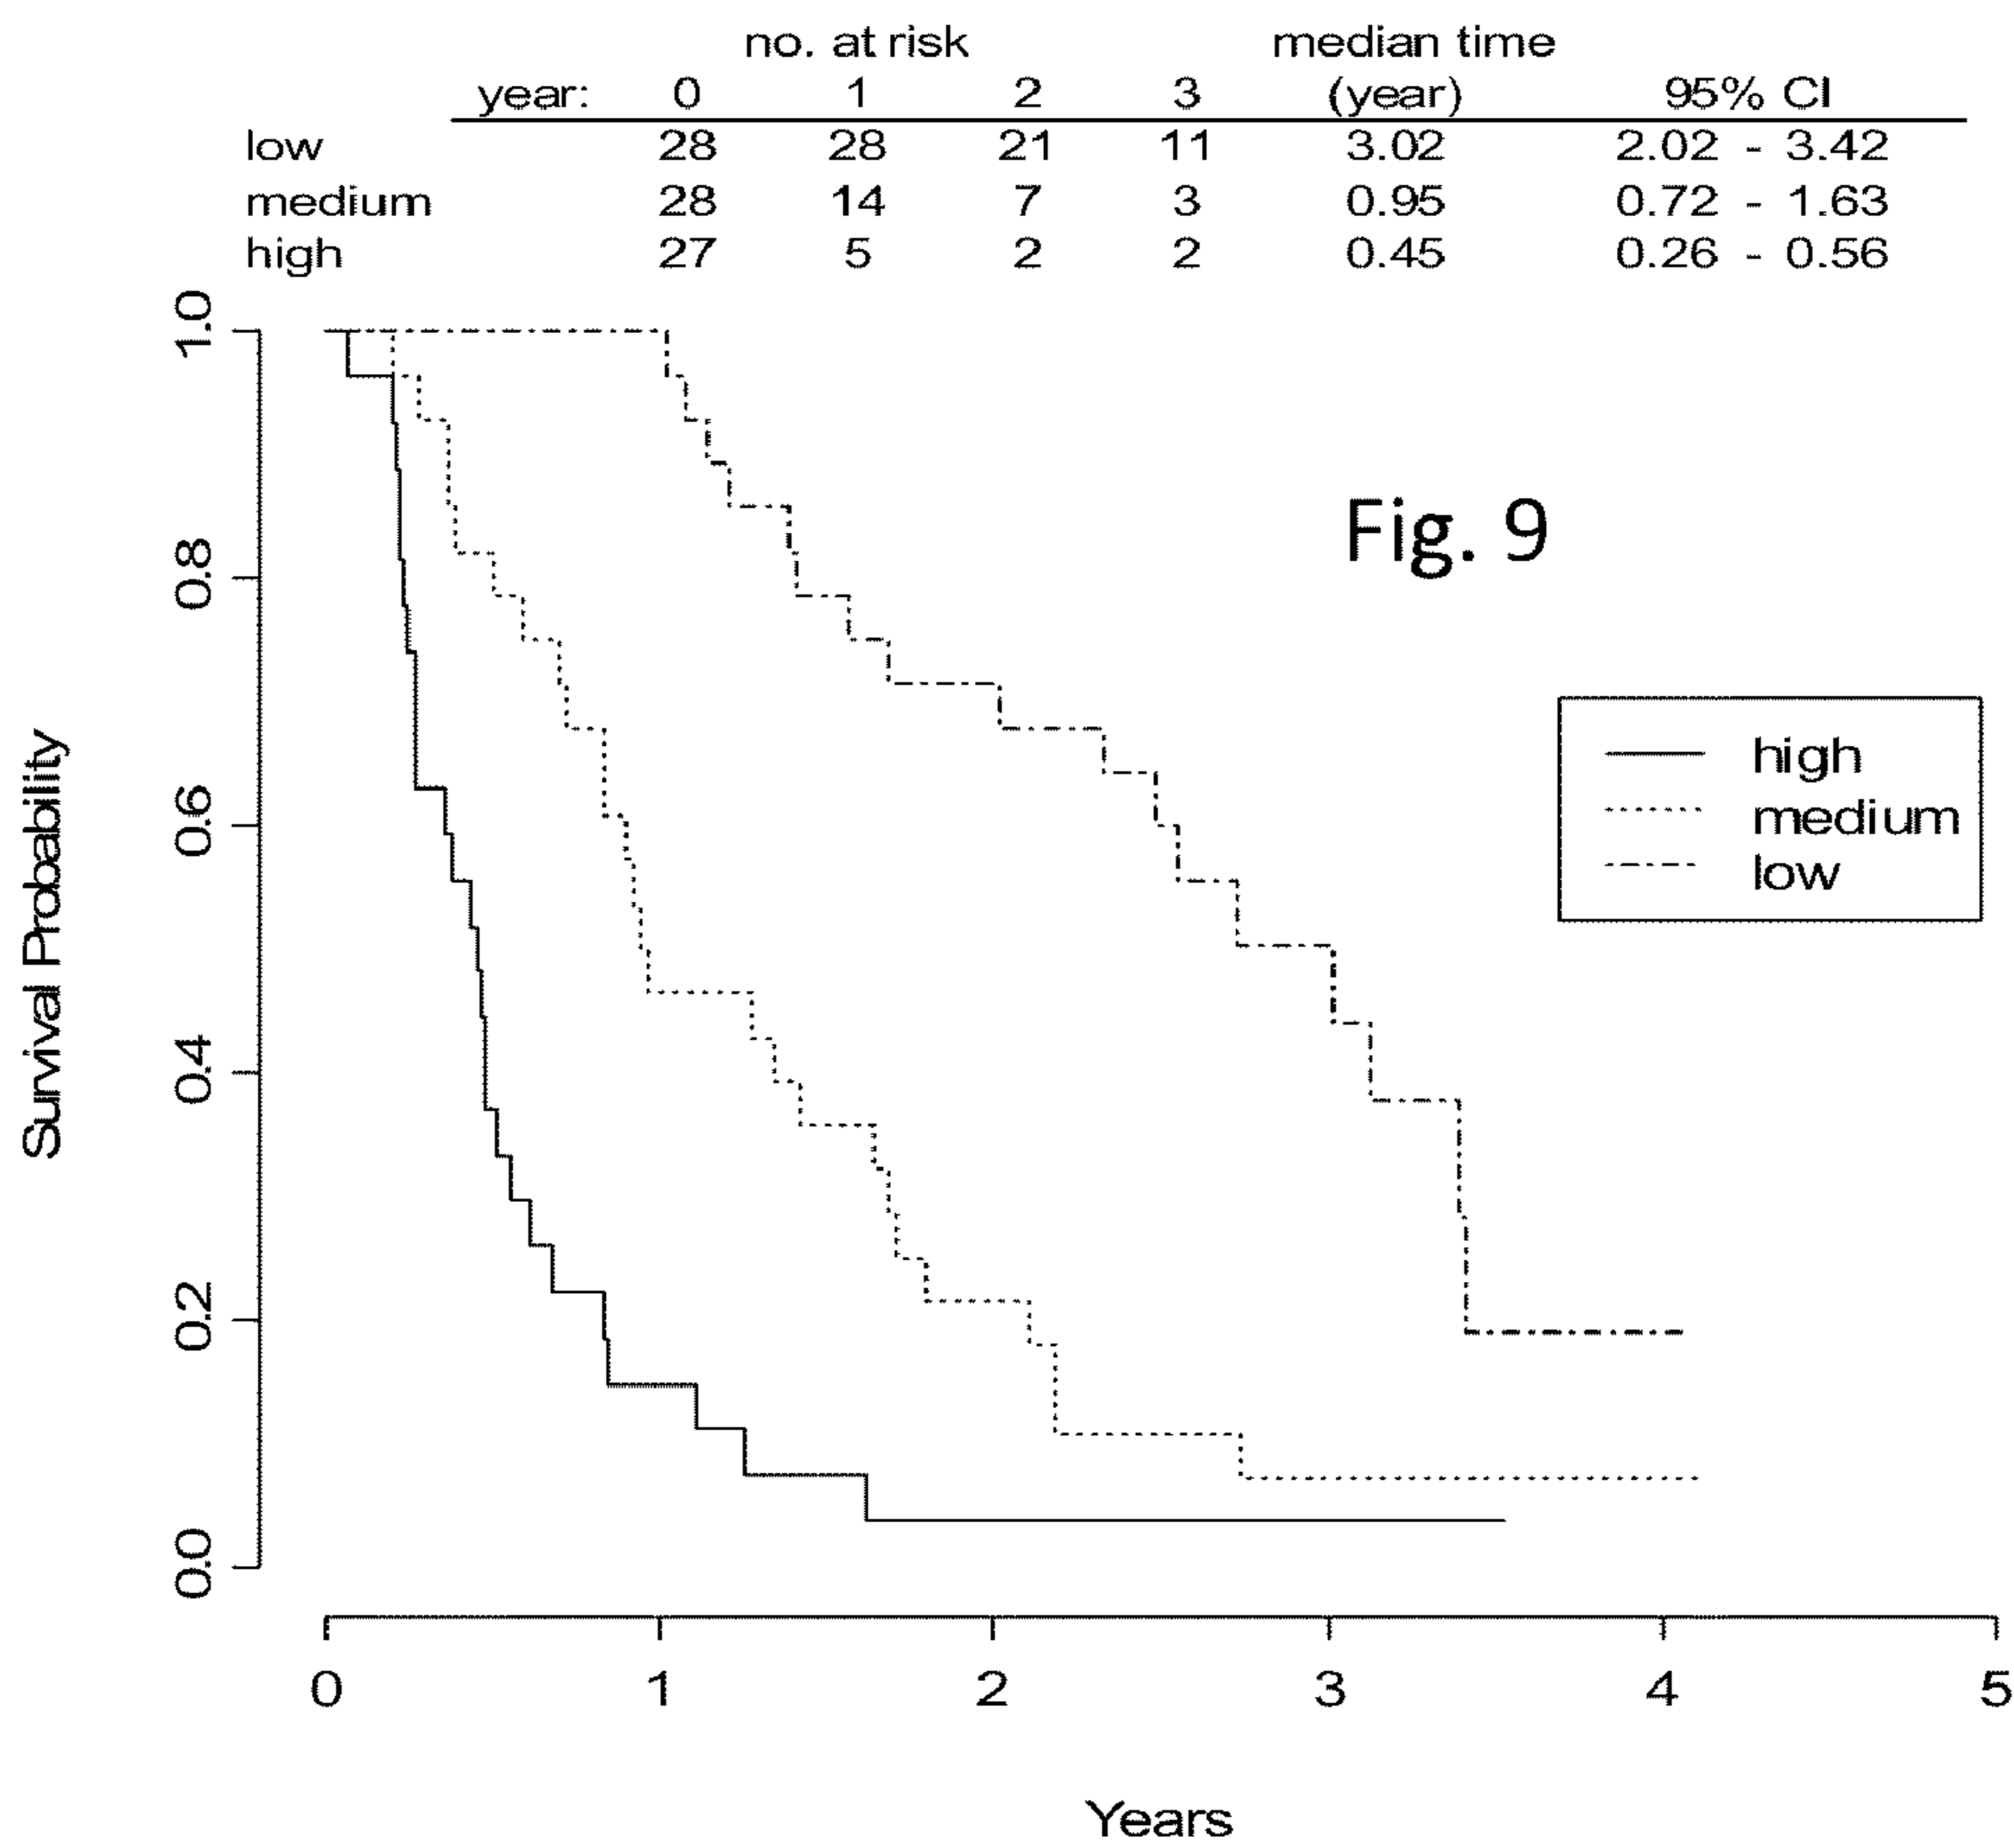 no. at risk median time
year: 0 1 2 3 (year) 95% CI
low 28 28 21 11 3.02 2.02 - 3.42
medium 28 14 7 3 0.95 0.72 - 1.63
high 27 5 2 2 0.45 0.26 - 0.56
Fig. 9
high
medium
low
Survival Probability
1.0
0.8
0.6
0.4
0.2
0.0
0 1 2 3 4 5
Years